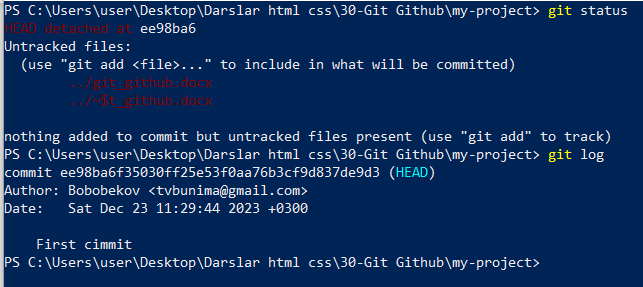 PS C:\Users\user\Desktop\Darslar html css\30-Git Github\my-project> git status
HEAD detached at ee98ba6
Untracked files:
  (use "git add <file>..." to include in what will be committed)
        ../git github.docx
        ../~$t github.docx

nothing added to commit but untracked files present (use "git add" to track)
PS C:\Users\user\Desktop\Darslar html css\30-Git Github\my-project> git log
commit ee98ba6f35030ff25e53f0aa76b3cf9d837de9d3 (HEAD)
Author: Bobobekov <tvbunima@gmail.com>
Date:   Sat Dec 23 11:29:44 2023 +0300

    First cimmit
PS C:\Users\user\Desktop\Darslar html css\30-Git Github\my-project>